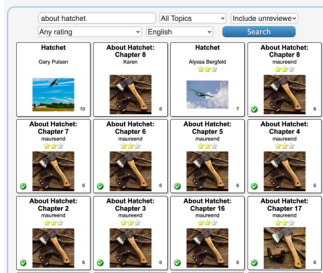 about hatchet All Topics Include unreviewe
Any rating English Search
Hatchet
Gary Pulsen
10
About Hatchet:
Chapter 8
Karen
6
Hatchet
Alyssa Bergfeld
7
About Hatchet:
Chapter 8
maureend
6
About Hatchet:
Chapter 7
maureend
6
About Hatchet:
Chapter 6
maureend
6
About Hatchet:
Chapter 5
maureend
6
About Hatchet:
Chapter 4
maureend
6
About Hatchet:
Chapter 2
maureend
6
About Hatchet:
Chapter 3
maureend
6
About Hatchet:
Chapter 16
maureend
6
About Hatchet:
Chapter 17
maureend
6